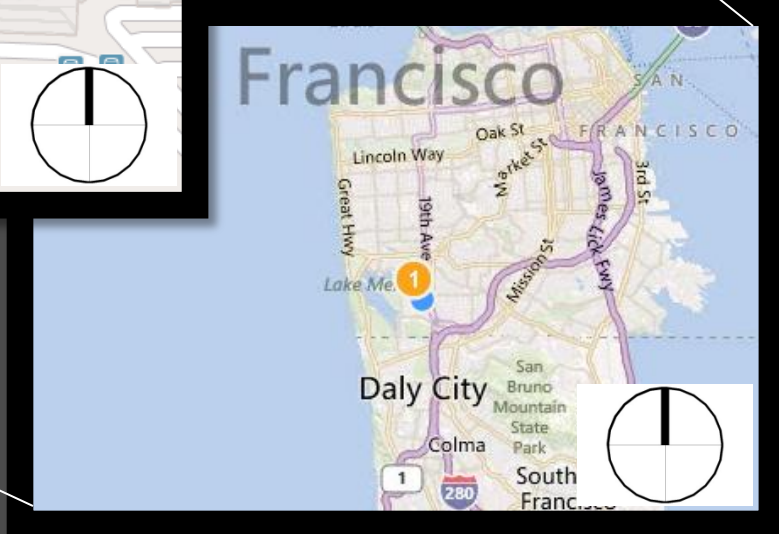 Francisco
SAN
FRANCISCO
Oak St
Lincoln Way
Market St
3rd St
Great Hwy
19th Ave
James Lick Fwy
Mission St
Lake Me
1
Daly City
San
Bruno
Mountain
State
Park
Colma
1
280
South
Francisco